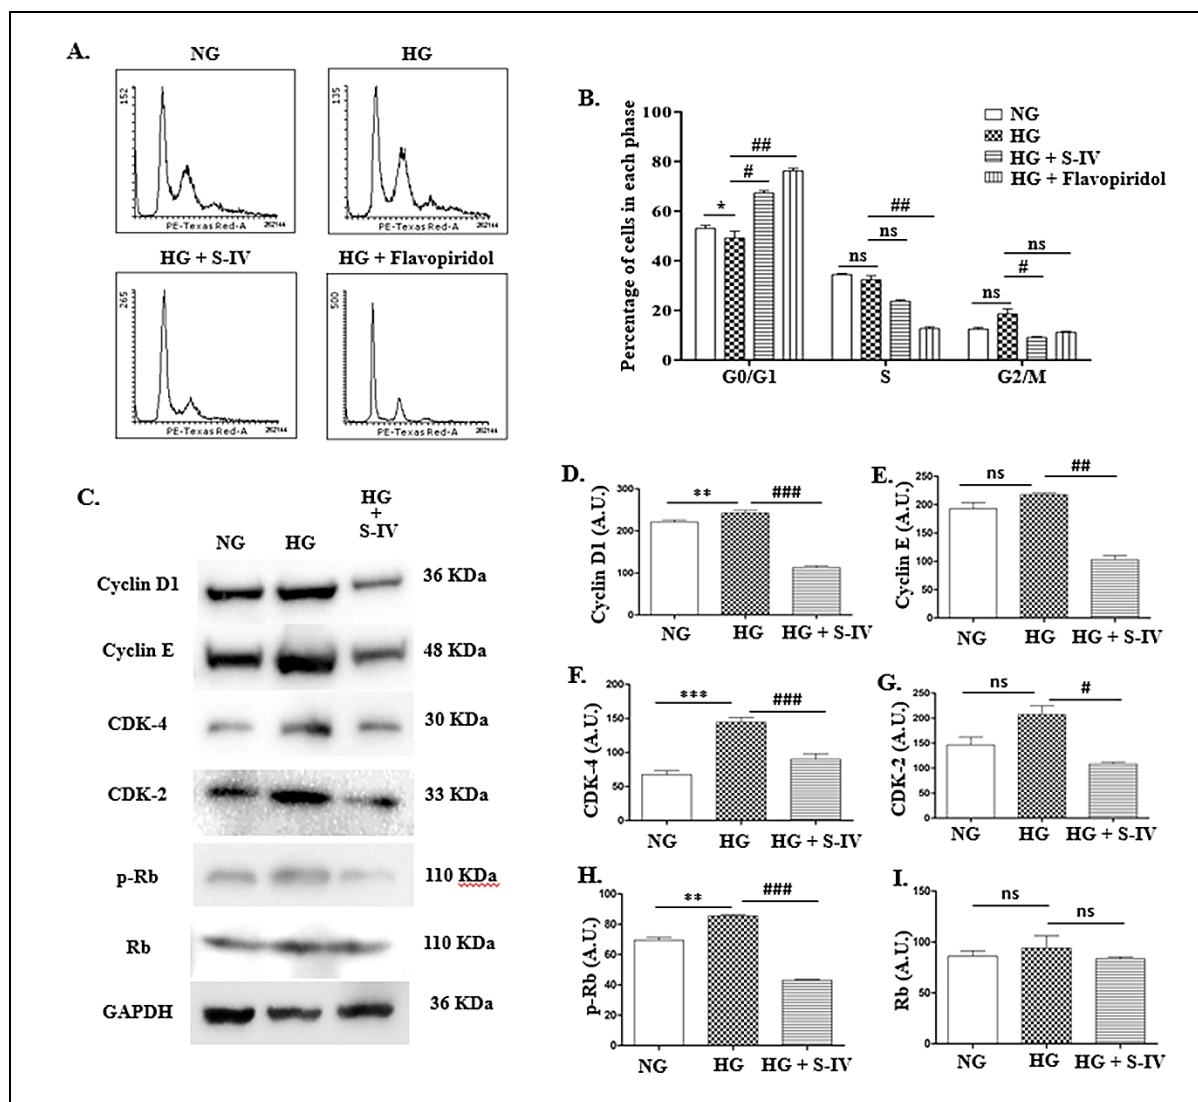 A.
NG
HG
152
PE-Texas Red-A
262144
135
PE-Texas Red-A
262144
HG + S-IV
HG + Flavopiridol
265
PE-Texas Red-A
262144
500
PE-Texas Red-A
262144
B.
Percentage of cells in each phase
100
80
60
40
20
0
NG
HG
HG + S-IV
HG + Flavopiridol
*
#
##
ns
ns
##
ns
#
ns
G0/G1
S
G2/M
C.
NG
HG
HG
+
S-IV
Cyclin D1
36 KDa
Cyclin E
48 KDa
CDK-4
30 KDa
CDK-2
33 KDa
p-Rb
110 KDa
Rb
110 KDa
GAPDH
36 KDa
D.
Cyclin D1 (A.U.)
300
200
100
0
**
###
NG
HG
HG + S-IV
E.
Cyclin E (A.U.)
250
200
150
100
50
0
ns
##
NG
HG
HG + S-IV
F.
CDK-4 (A.U.)
200
150
100
50
0
***
###
NG
HG
HG + S-IV
G.
CDK-2 (A.U.)
250
200
150
100
50
0
ns
#
NG
HG
HG + S-IV
H.
p-Rb (A.U.)
100
80
60
40
20
0
**
###
NG
HG
HG + S-IV
I.
Rb (A.U.)
150
100
50
0
ns
ns
NG
HG
HG + S-IV